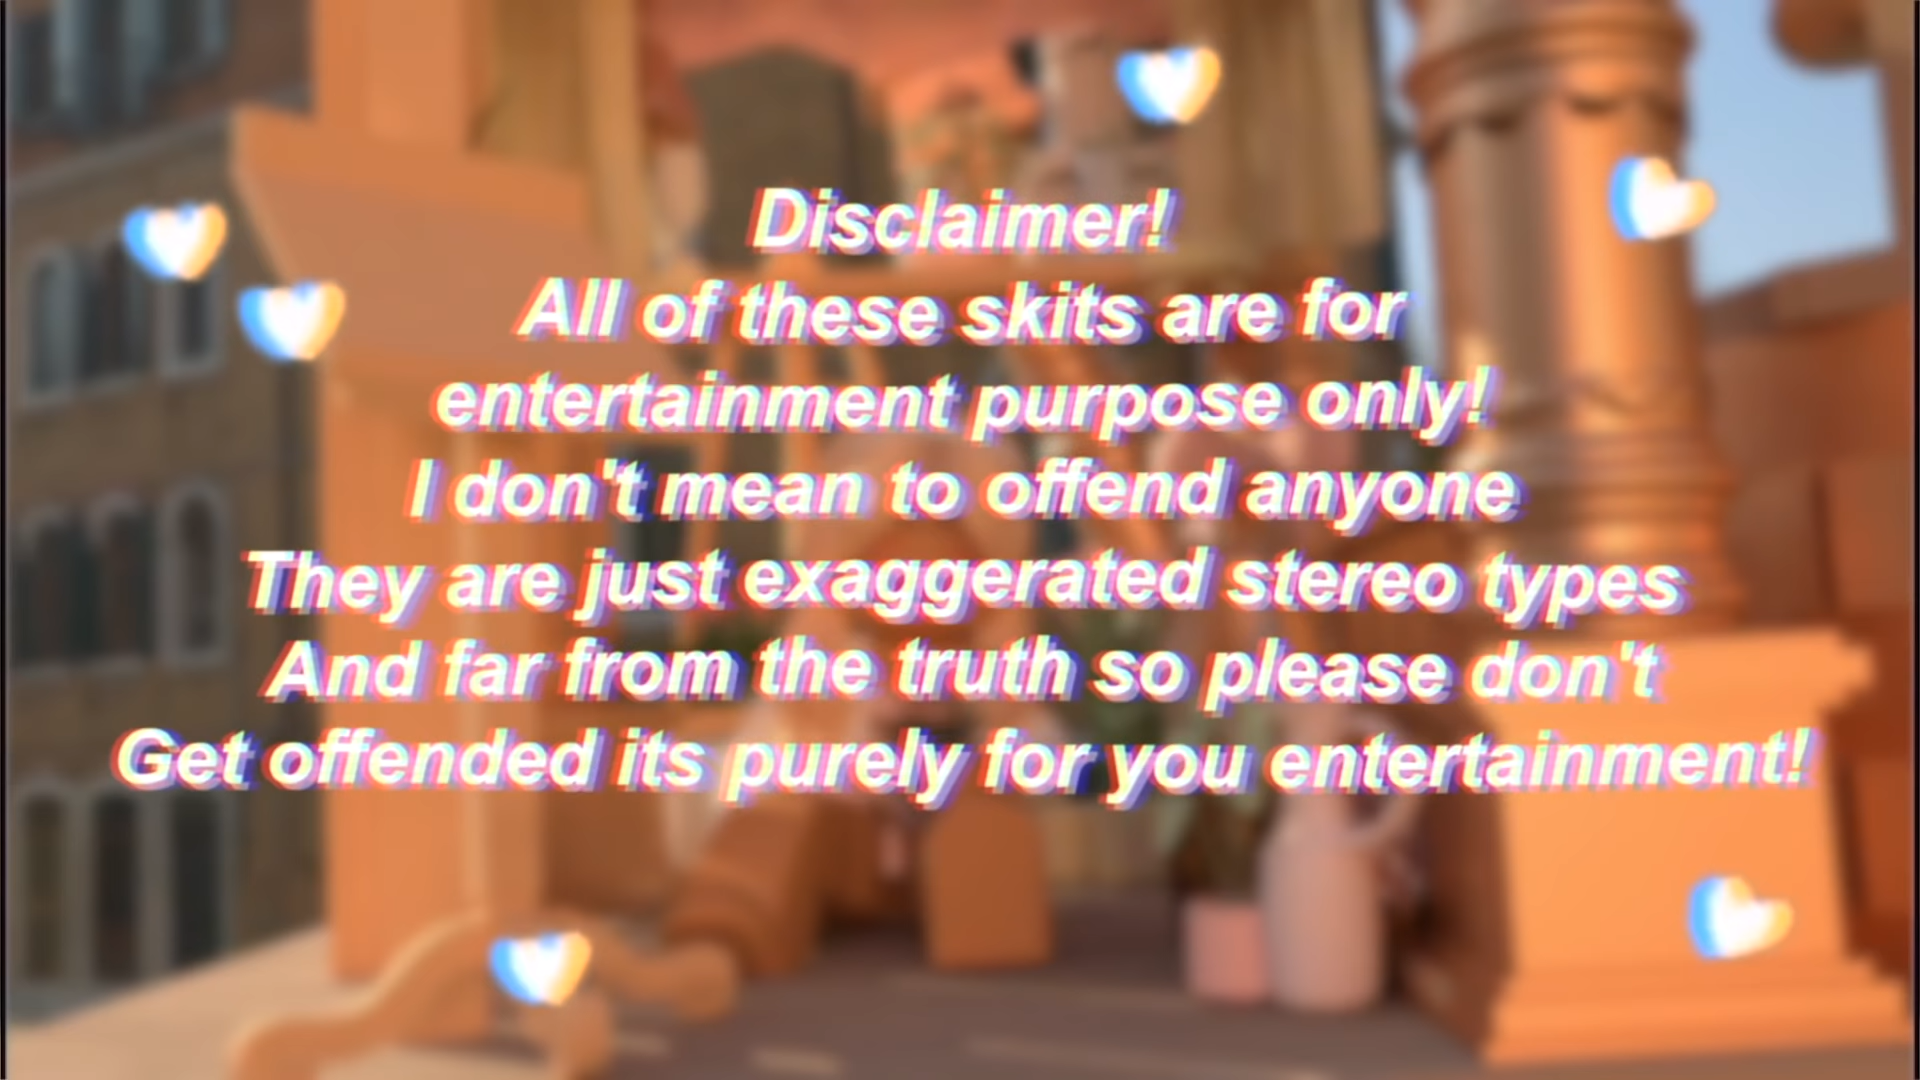 Disclaimer!
All of these skits are for
entertainment purpose only!
I don't mean to offend anyone
They are just exaggerated stereo types
And far from the truth so please don't
Get offended its purely for you entertainment!